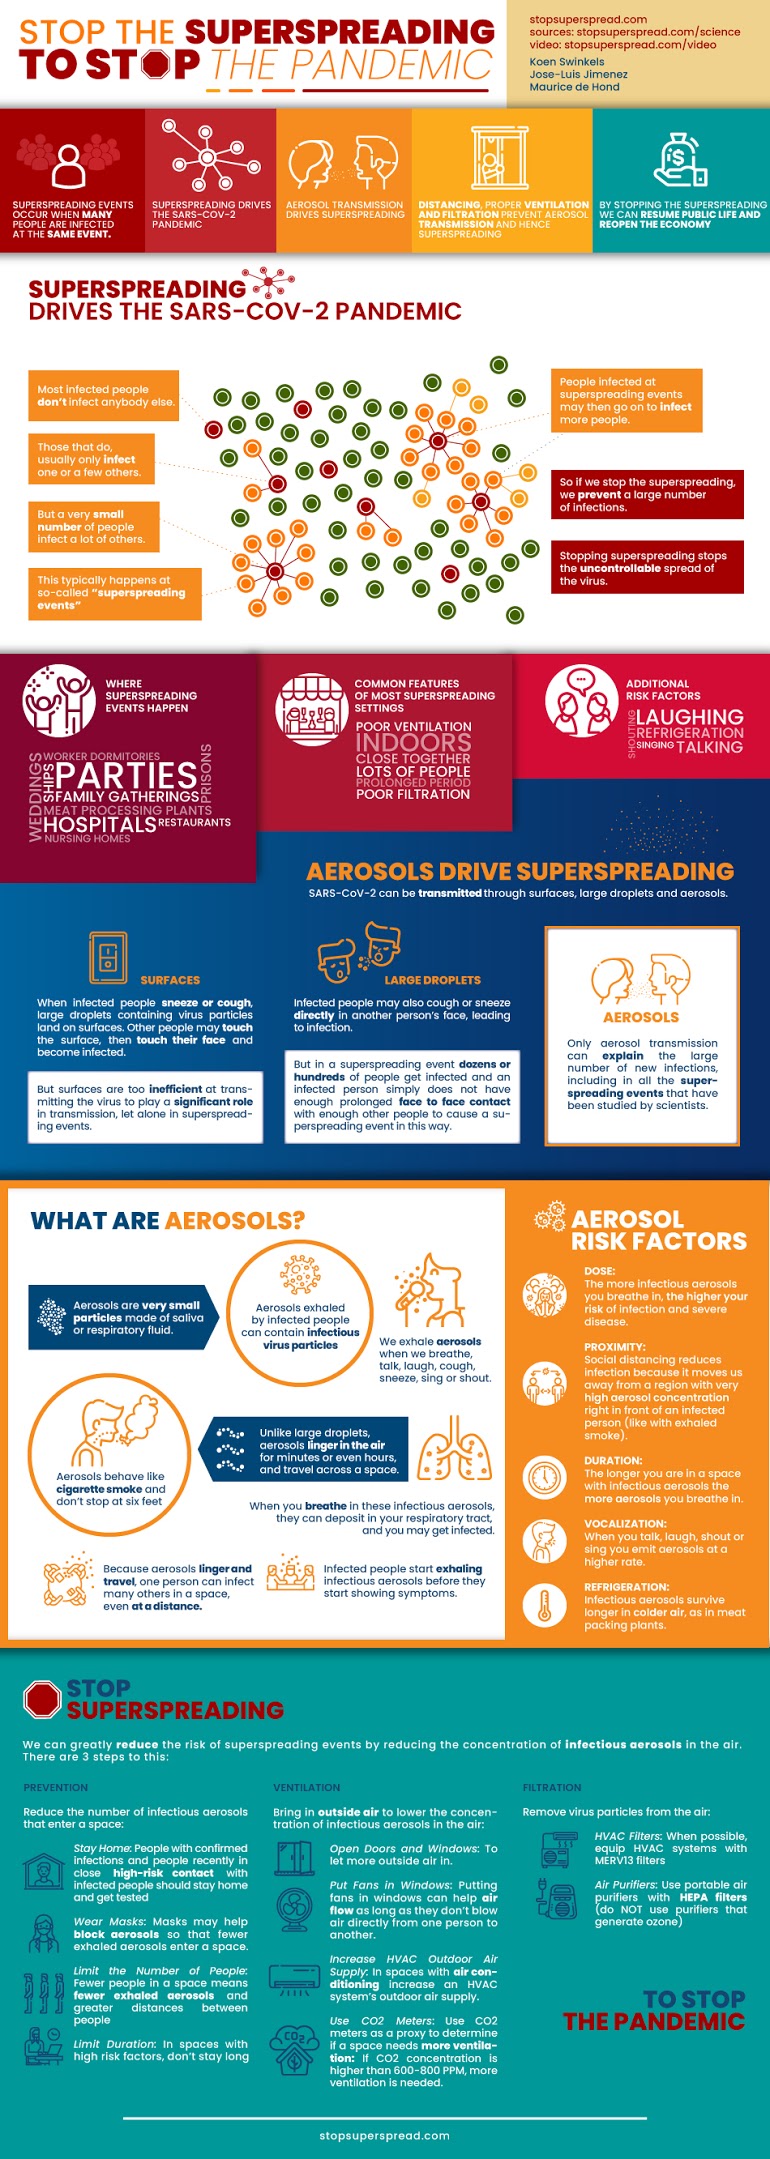 STOP THE SUPERSPREADING
TO STOP THE PANDEMIC
stopsuperspread.com
sources: stopsuperspread.com/science
video: stopsuperspread.com/video
Koen Swinkels
Jose-Luis Jimenez
Maurice de Hond
SUPERSPREADING EVENTS
OCCUR WHEN MANY
PEOPLE ARE INFECTED
AT THE SAME EVENT.
SUPERSPREADING DRIVES
THE SARS-COV-2
PANDEMIC
AEROSOL TRANSMISSION
DRIVES SUPERSPREADING
DISTANCING, PROPER VENTILATION
AND FILTRATION PREVENT AEROSOL
TRANSMISSION AND HENCE
SUPERSPREADING
BY STOPPING THE SUPERSPREADING
WE CAN RESUME PUBLIC LIFE AND
REOPEN THE ECONOMY
SUPERSPREADING
DRIVES THE SARS-COV-2 PANDEMIC
Most infected people
don't infect anybody else.
Those that do,
usually only infect
one or a few others.
But a very small
number of people
infect a lot of others.
This typically happens at
so-called "superspreading
events"
People infected at
superspreading events
may then go on to infect
more people.
So if we stop the superspreading,
we prevent a large number
of infections.
Stopping superspreading stops
the uncontrollable spread of
the virus.
WHERE
SUPERSPREADING
EVENTS HAPPEN
WEDDINGS
SHIPS
WORKER DORMITORIES
PARTIES
PRISONS
FAMILY GATHERINGS
MEAT PROCESSING PLANTS
HOSPITALS RESTAURANTS
NURSING HOMES
COMMON FEATURES
OF MOST SUPERSPREADING
SETTINGS
POOR VENTILATION
INDOORS
CLOSE TOGETHER
LOTS OF PEOPLE
PROLONGED PERIOD
POOR FILTRATION
ADDITIONAL
RISK FACTORS
SHOUTING
LAUGHING
REFRIGERATION
SINGING TALKING
AEROSOLS DRIVE SUPERSPREADING
SARS-CoV-2 can be transmitted through surfaces, large droplets and aerosols.
SURFACES
When infected people sneeze or cough,
large droplets containing virus particles
land on surfaces. Other people may touch
the surface, then touch their face and
become infected.
But surfaces are too inefficient at trans-
mitting the virus to play a significant role
in transmission, let alone in superspread-
ing events.
LARGE DROPLETS
Infected people may also cough or sneeze
directly in another person's face, leading
to infection.
But in a superspreading event dozens or
hundreds of people get infected and an
infected person simply does not have
enough prolonged face to face contact
with enough other people to cause a su-
perspreading event in this way.
AEROSOLS
Only aerosol transmission
can explain the large
number of new infections,
including in all the super-
spreading events that have
been studied by scientists.
WHAT ARE AEROSOLS?
Aerosols are very small
particles made of saliva
or respiratory fluid.
Aerosols exhaled
by infected people
can contain infectious
virus particles
We exhale aerosols
when we breathe,
talk, laugh, cough,
sneeze, sing or shout.
Aerosols behave like
cigarette smoke and
don't stop at six feet
Unlike large droplets,
aerosols linger in the air
for minutes or even hours,
and travel across a space.
When you breathe in these infectious aerosols,
they can deposit in your respiratory tract,
and you may get infected.
Because aerosols linger and
travel, one person can infect
many others in a space,
even at a distance.
Infected people start exhaling
infectious aerosols before they
start showing symptoms.
AEROSOL
RISK FACTORS
DOSE:
The more infectious aerosols
you breathe in, the higher your
risk of infection and severe
disease.
PROXIMITY:
Social distancing reduces
infection because it moves us
away from a region with very
high aerosol concentration
right in front of an infected
person (like with exhaled
smoke).
DURATION:
The longer you are in a space
with infectious aerosols the
more aerosols you breathe in.
VOCALIZATION:
When you talk, laugh, shout or
sing you emit aerosols at a
higher rate.
REFRIGERATION:
Infectious aerosols survive
longer in colder air, as in meat
packing plants.
STOP
SUPERSPREADING
We can greatly reduce the risk of superspreading events by reducing the concentration of infectious aerosols in the air.
There are 3 steps to this:
PREVENTION
Reduce the number of infectious aerosols
that enter a space:
Stay Home: People with confirmed
infections and people recently in
close high-risk contact with
infected people should stay home
and get tested
Wear Masks: Masks may help
block aerosols so that fewer
exhaled aerosols enter a space.
Limit the Number of People:
Fewer people in a space means
fewer exhaled aerosols and
greater distances between
people
Limit Duration: In spaces with
high risk factors, don't stay long
VENTILATION
Bring in outside air to lower the concen-
tration of infectious aerosols in the air:
Open Doors and Windows: To
let more outside air in.
Put Fans in Windows: Putting
fans in windows can help air
flow as long as they don't blow
air directly from one person to
another.
Increase HVAC Outdoor Air
Supply: In spaces with air con-
ditioning increase an HVAC
system's outdoor air supply.
CO2
Use CO2 Meters: Use CO2
meters as a proxy to determine
if a space needs more ventila-
tion: If CO2 concentration is
higher than 600-800 PPM, more
ventilation is needed.
FILTRATION
Remove virus particles from the air:
HVAC Filters: When possible,
equip HVAC systems with
MERV13 filters
Air Purifiers: Use portable air
purifiers with HEPA filters
(do NOT use purifiers that
generate ozone)
TO STOP
THE PANDEMIC
stopsuperspread.com